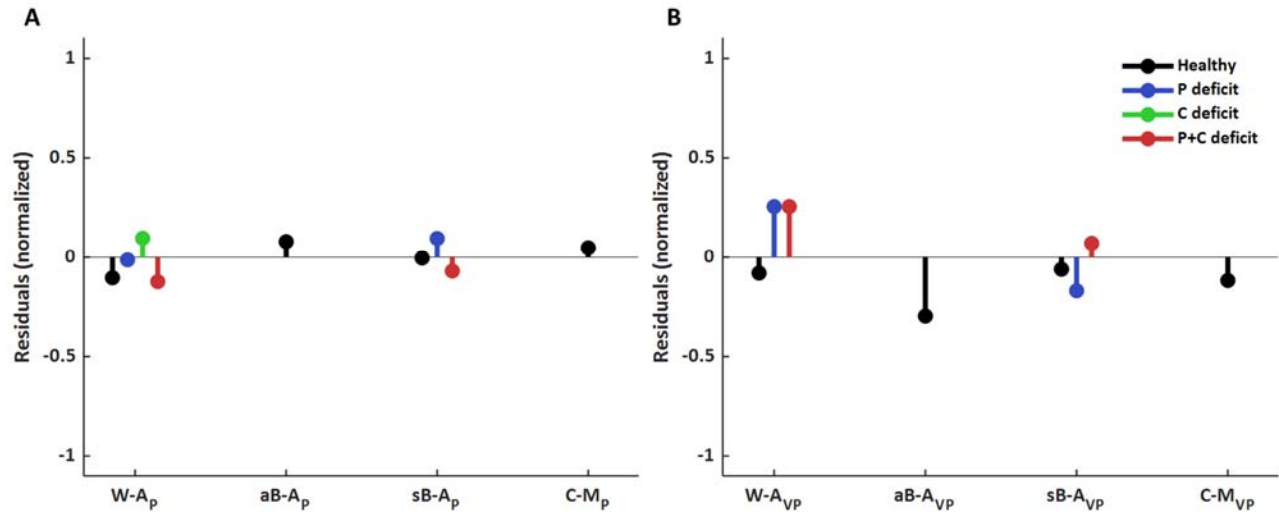 A
Residuals (normalized)
1
0.5
0
-0.5
-1
W-A_P
aB-A_P
sB-A_P
C-M_P
B
Residuals (normalized)
1
0.5
0
-0.5
-1
W-A_VP
aB-A_VP
sB-A_VP
C-M_VP
Healthy
P deficit
C deficit
P+C deficit